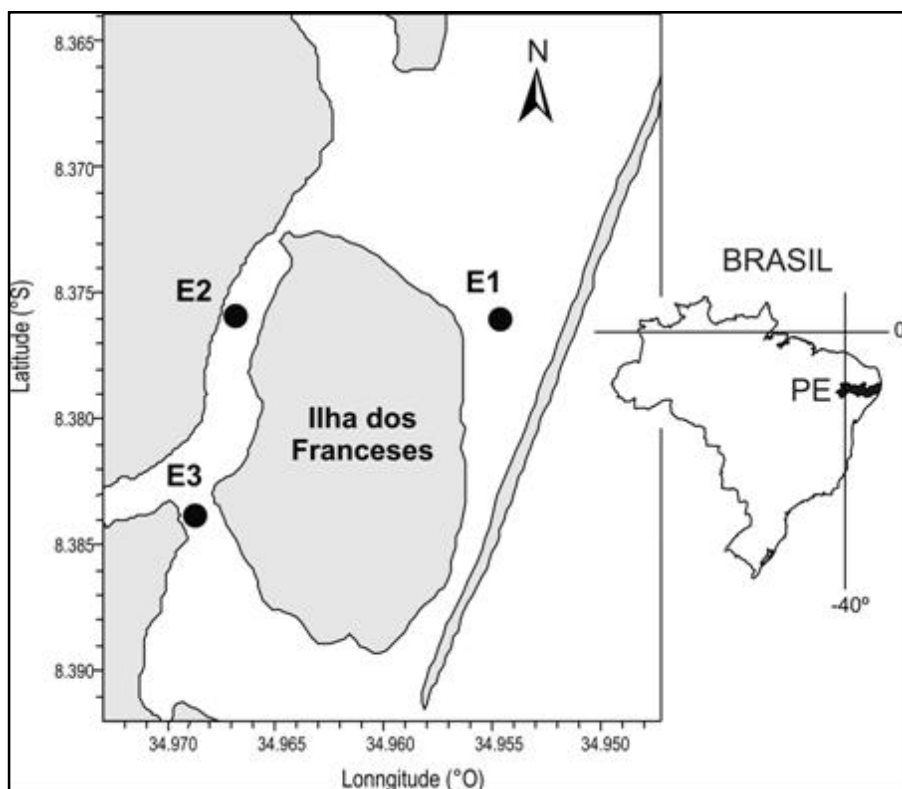 8.365
8.370
8.375
8.380
8.385
8.390
Latitude (°S)
N
E2
E1
Ilha dos
Franceses
E3
34.970
34.965
34.960
34.955
34.950
Lonngitude (°O)
BRASIL
0
PE
-40º